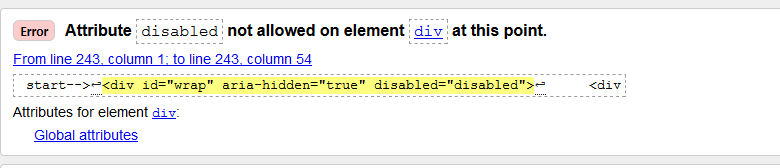 Error Attribute disabled not allowed on element div at this point.
From line 243, column 1; to line 243, column 54
start-->↩<div id="wrap" aria-hidden="true" disabled="disabled">↩ <div
Attributes for element div:
Global attributes